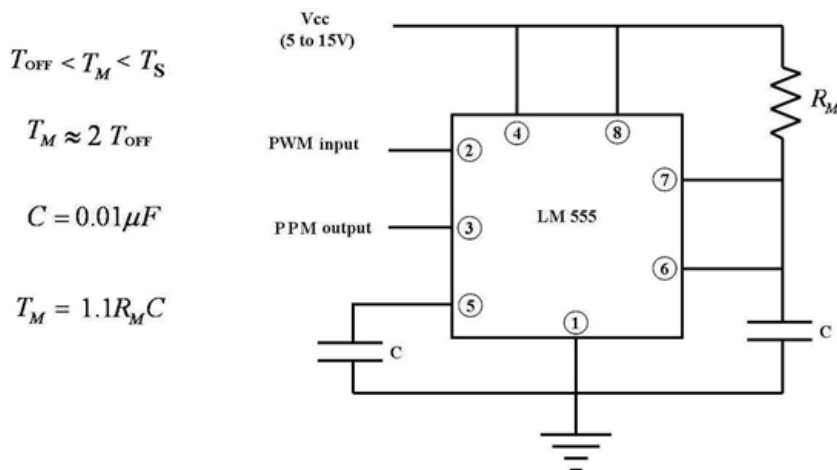 T_OFF < T_M < T_S
T_M ≈ 2 T_OFF
C = 0.01μF
T_M = 1.1R_M C
Vcc
(5 to 15V)
R_M
4
8
PWM input
2
7
PPM output
3
LM 555
6
5
1
C
C